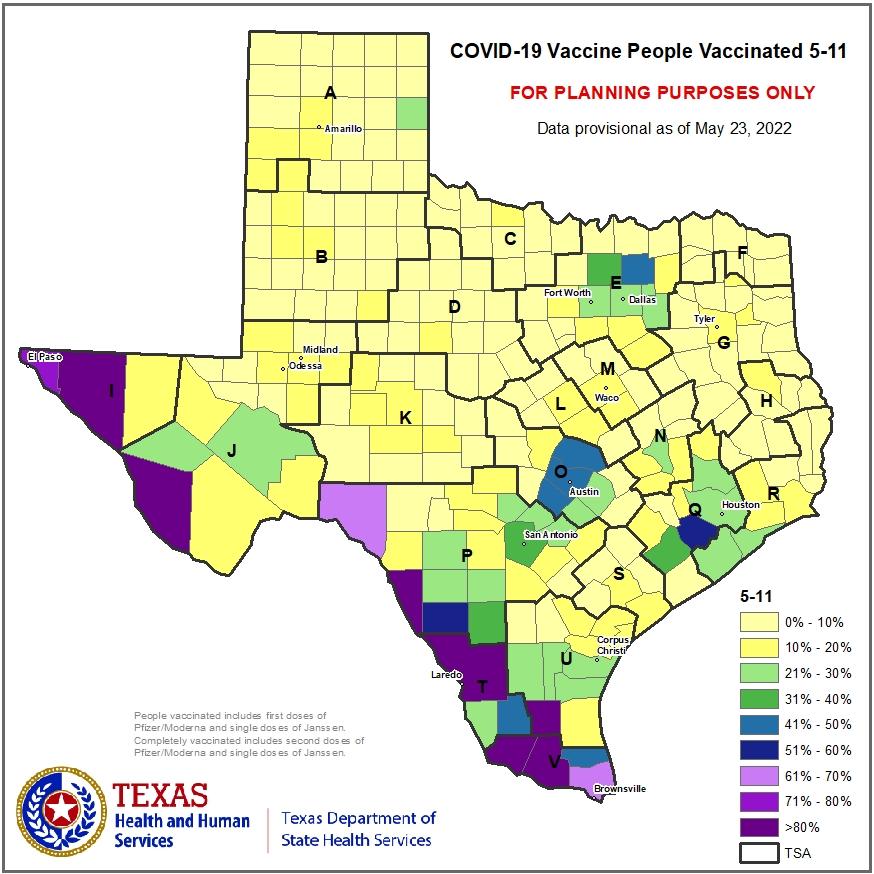 COVID-19 Vaccine People Vaccinated 5-11
FOR PLANNING PURPOSES ONLY
Data provisional as of May 23, 2022
A
Amarillo
B
C
F
E
Fort Worth
Dallas
D
Tyler
G
Midland
Odessa
El Paso
I
M
Waco
H
L
K
J
N
O
Austin
R
Q
Houston
San Antonio
P
S
U
Corpus
Christi
Laredo
T
V
Brownsville
5-11
0% - 10%
10% - 20%
21% - 30%
31% - 40%
41% - 50%
51% - 60%
61% - 70%
71% - 80%
>80%
TSA
People vaccinated includes first doses of
Pfizer/Moderna and single doses of Janssen.
Completely vaccinated includes second doses of
Pfizer/Moderna and single doses of Janssen.
TEXAS
Health and Human
Services
Texas Department of
State Health Services